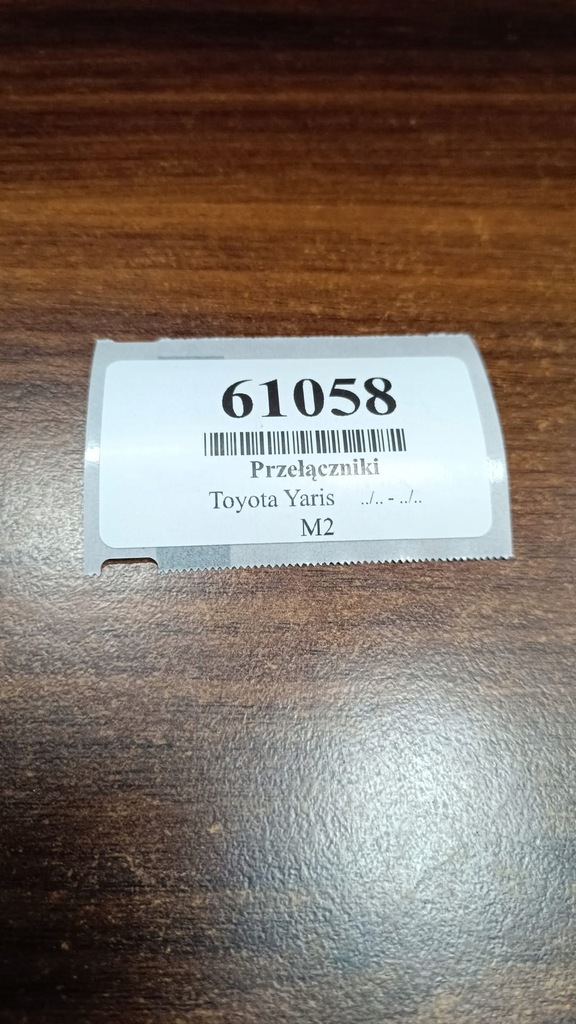 61058
Przełączniki
Toyota Yaris ../.. - ../..
M2